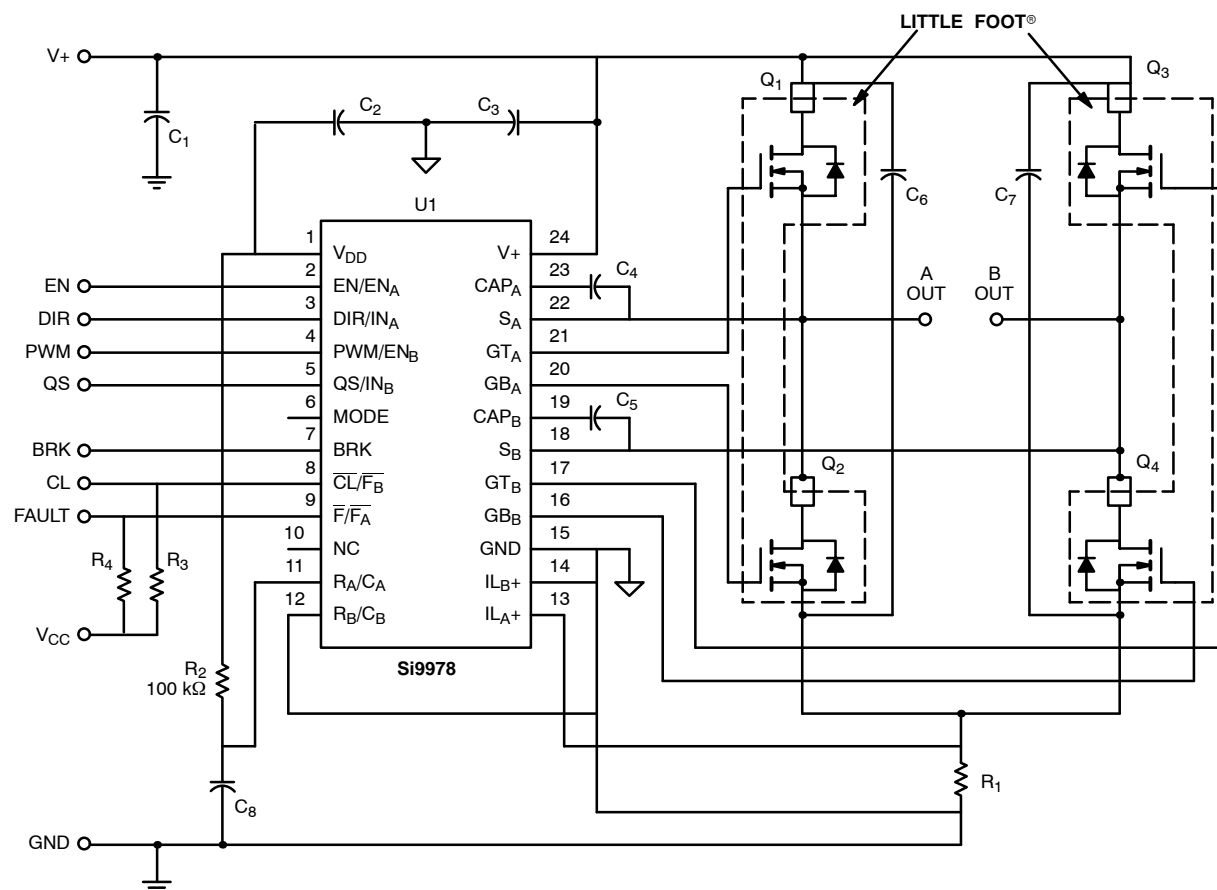 LITTLE FOOT®
V+
Q1
Q3
C2
C3
C1
C6
C7
U1
1
VDD
24
V+
2
EN
EN/ENA
23
CAPA
C4
A
OUT
B
OUT
3
DIR
DIR/INA
22
SA
4
PWM
PWM/ENB
21
GTA
5
QS
QS/INB
20
GBA
6
MODE
19
CAPB
C5
7
BRK
BRK
18
SB
Q2
Q4
8
CL
CL/FB
17
GTB
9
FAULT
F/FA
16
GBB
10
NC
15
GND
R4
R3
11
RA/CA
14
ILB+
12
RB/CB
13
ILA+
VCC
Si9978
R2
100 kΩ
R1
C8
GND